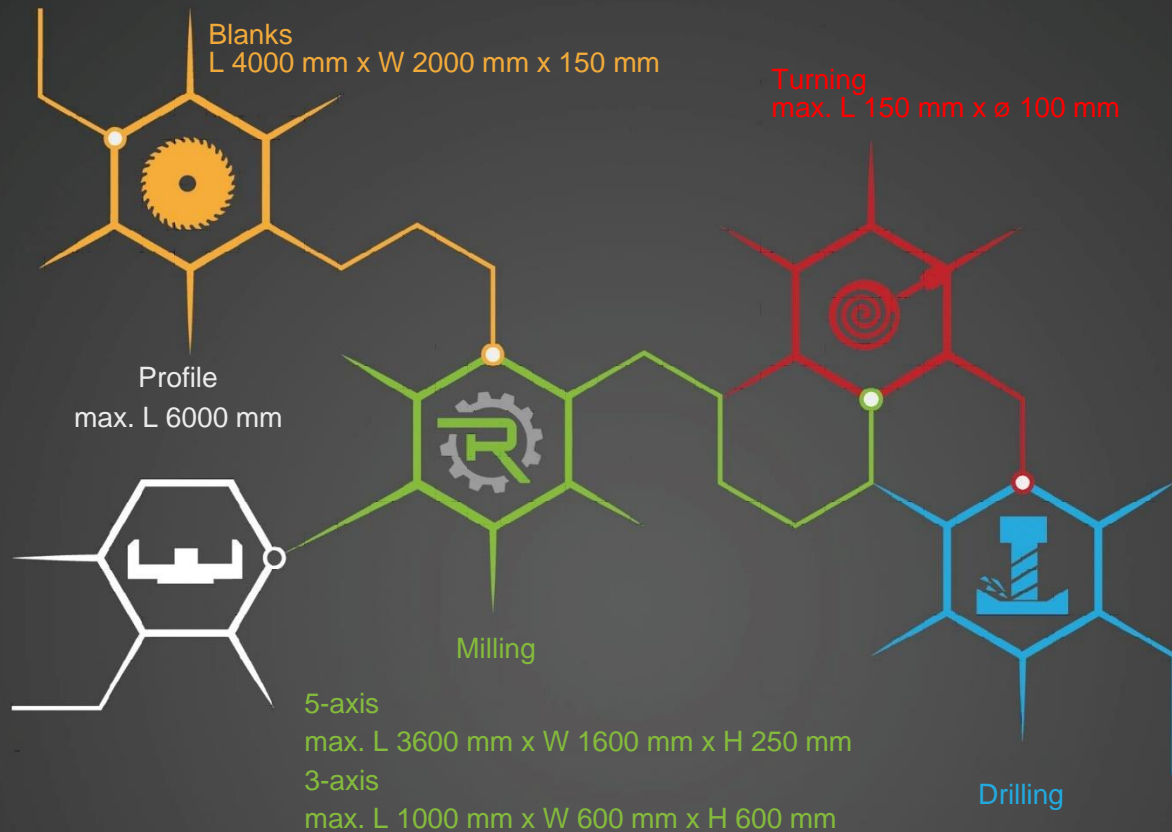 Blanks
L 4000 mm x W 2000 mm x 150 mm
Turning
max. L 150 mm x ø 100 mm
Profile
max. L 6000 mm
Milling
5-axis
max. L 3600 mm x W 1600 mm x H 250 mm
3-axis
max. L 1000 mm x W 600 mm x H 600 mm
Drilling